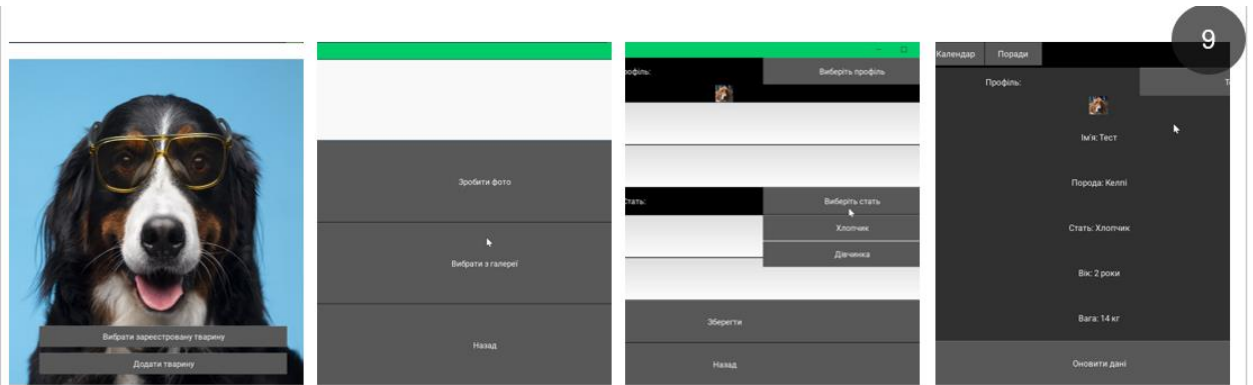 9
Вибрати зареєстровану тварину
Додати тварину
Зробити фото
Вибрати з галереї
Назад
рофіль:
Виберіть профіль
Стать:
Виберіть стать
Хлопчик
Дівчинка
Зберегти
Назад
Календар
Поради
Профіль:
Ім'я: Тест
Порода: Келпі
Стать: Хлопчик
Вік: 2 роки
Вага: 14 кг
Оновити дані